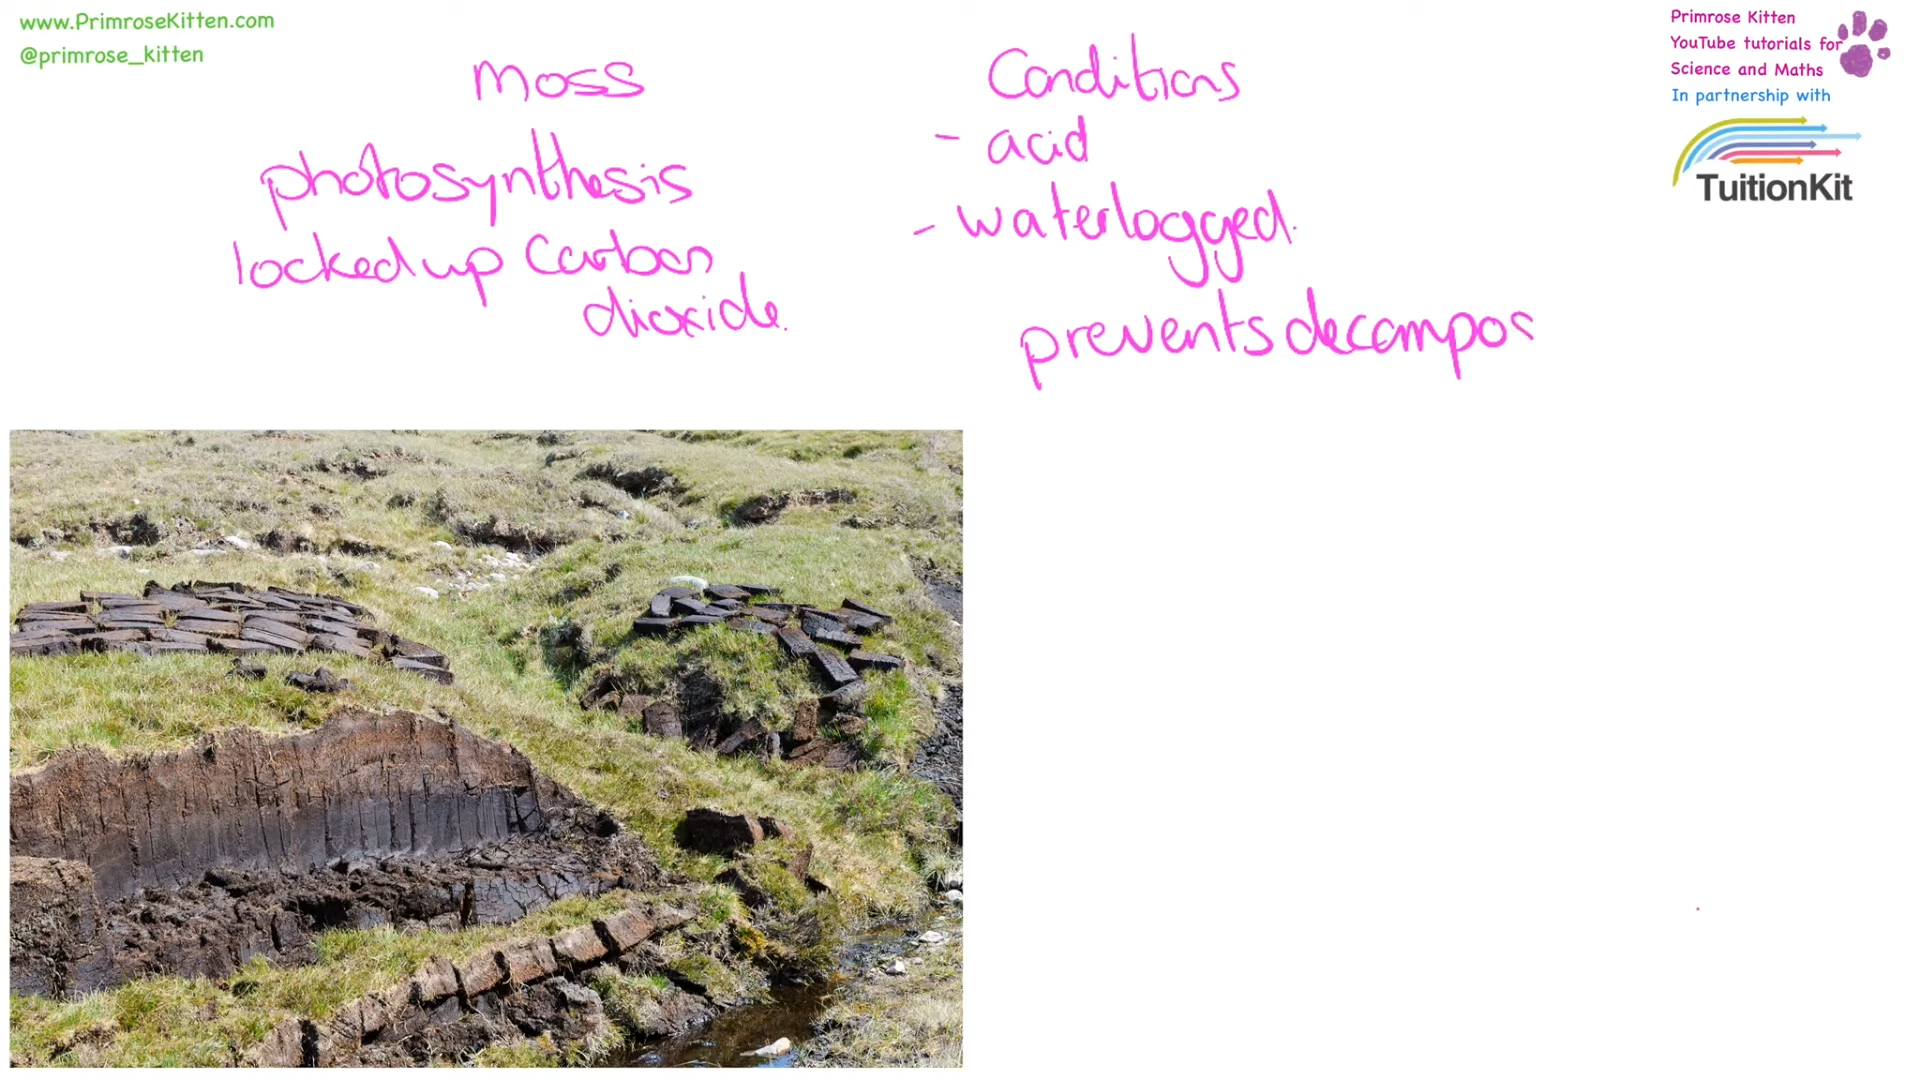 www.PrimroseKitten.com
@primrose_kitten
moss
photosynthesis
locked up Carbon
dioxide.
Conditions
- acid
- waterlogged.
prevents decompos
Primrose Kitten
YouTube tutorials for
Science and Maths
In partnership with
TuitionKit